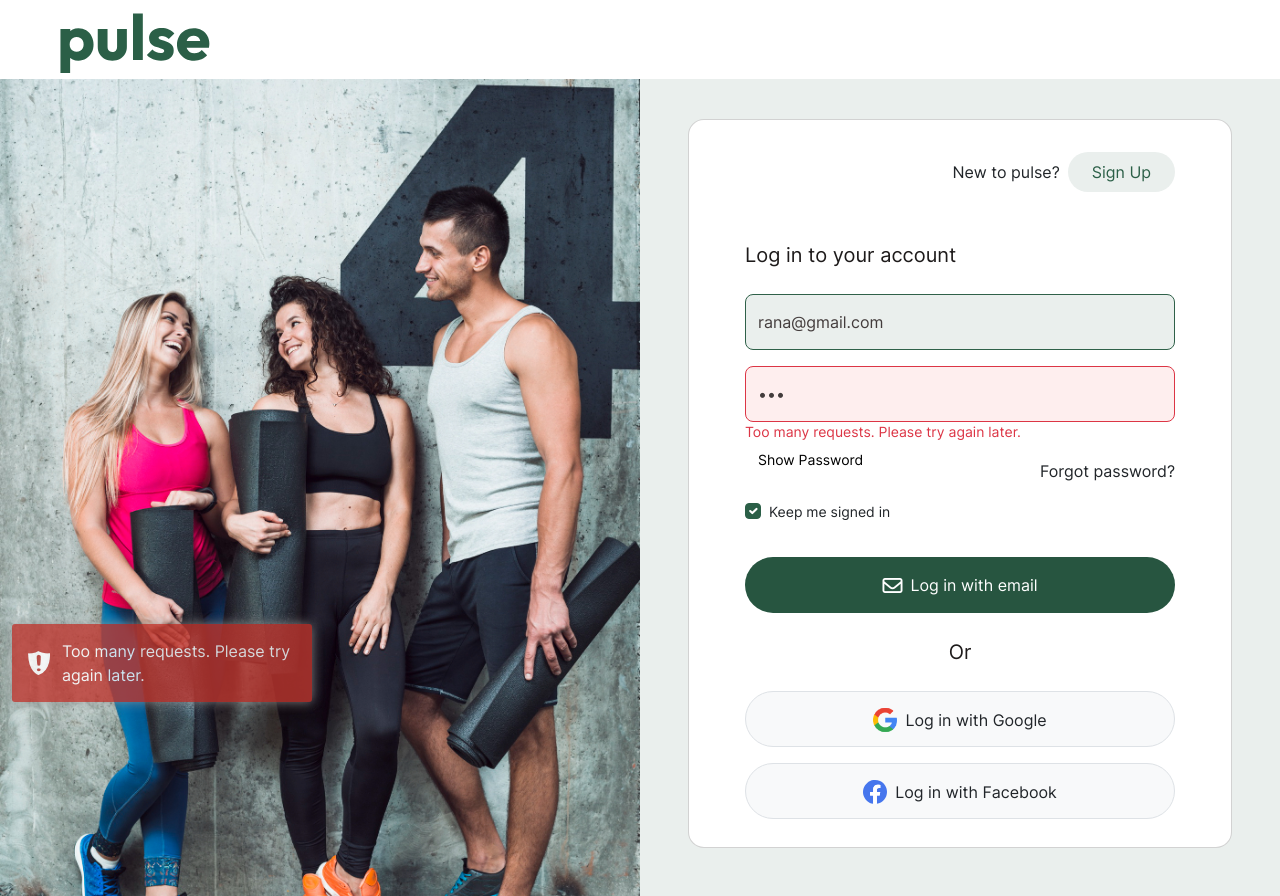 pulse
4
New to pulse? Sign Up
Log in to your account
rana@gmail.com
•••
Too many requests. Please try again later.
Show Password
Forgot password?
Keep me signed in
Log in with email
Or
Log in with Google
Log in with Facebook
Too many requests. Please try
again later.